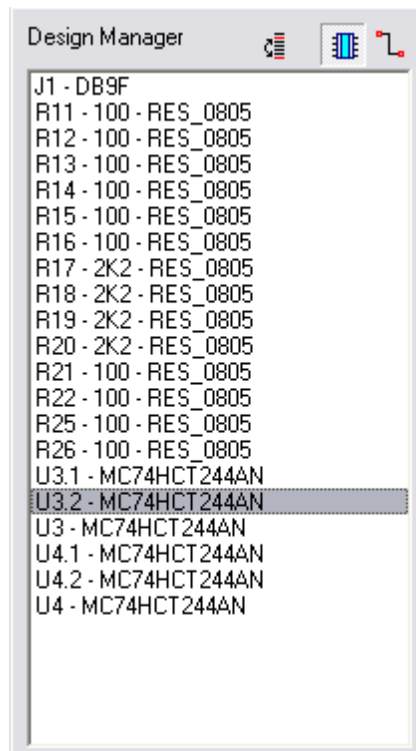 Design Manager
J1 - DB9F
R11 - 100 - RES_0805
R12 - 100 - RES_0805
R13 - 100 - RES_0805
R14 - 100 - RES_0805
R15 - 100 - RES_0805
R16 - 100 - RES_0805
R17 - 2K2 - RES_0805
R18 - 2K2 - RES_0805
R19 - 2K2 - RES_0805
R20 - 2K2 - RES_0805
R21 - 100 - RES_0805
R22 - 100 - RES_0805
R25 - 100 - RES_0805
R26 - 100 - RES_0805
U3.1 - MC74HCT244AN
U3.2 - MC74HCT244AN
U3 - MC74HCT244AN
U4.1 - MC74HCT244AN
U4.2 - MC74HCT244AN
U4 - MC74HCT244AN